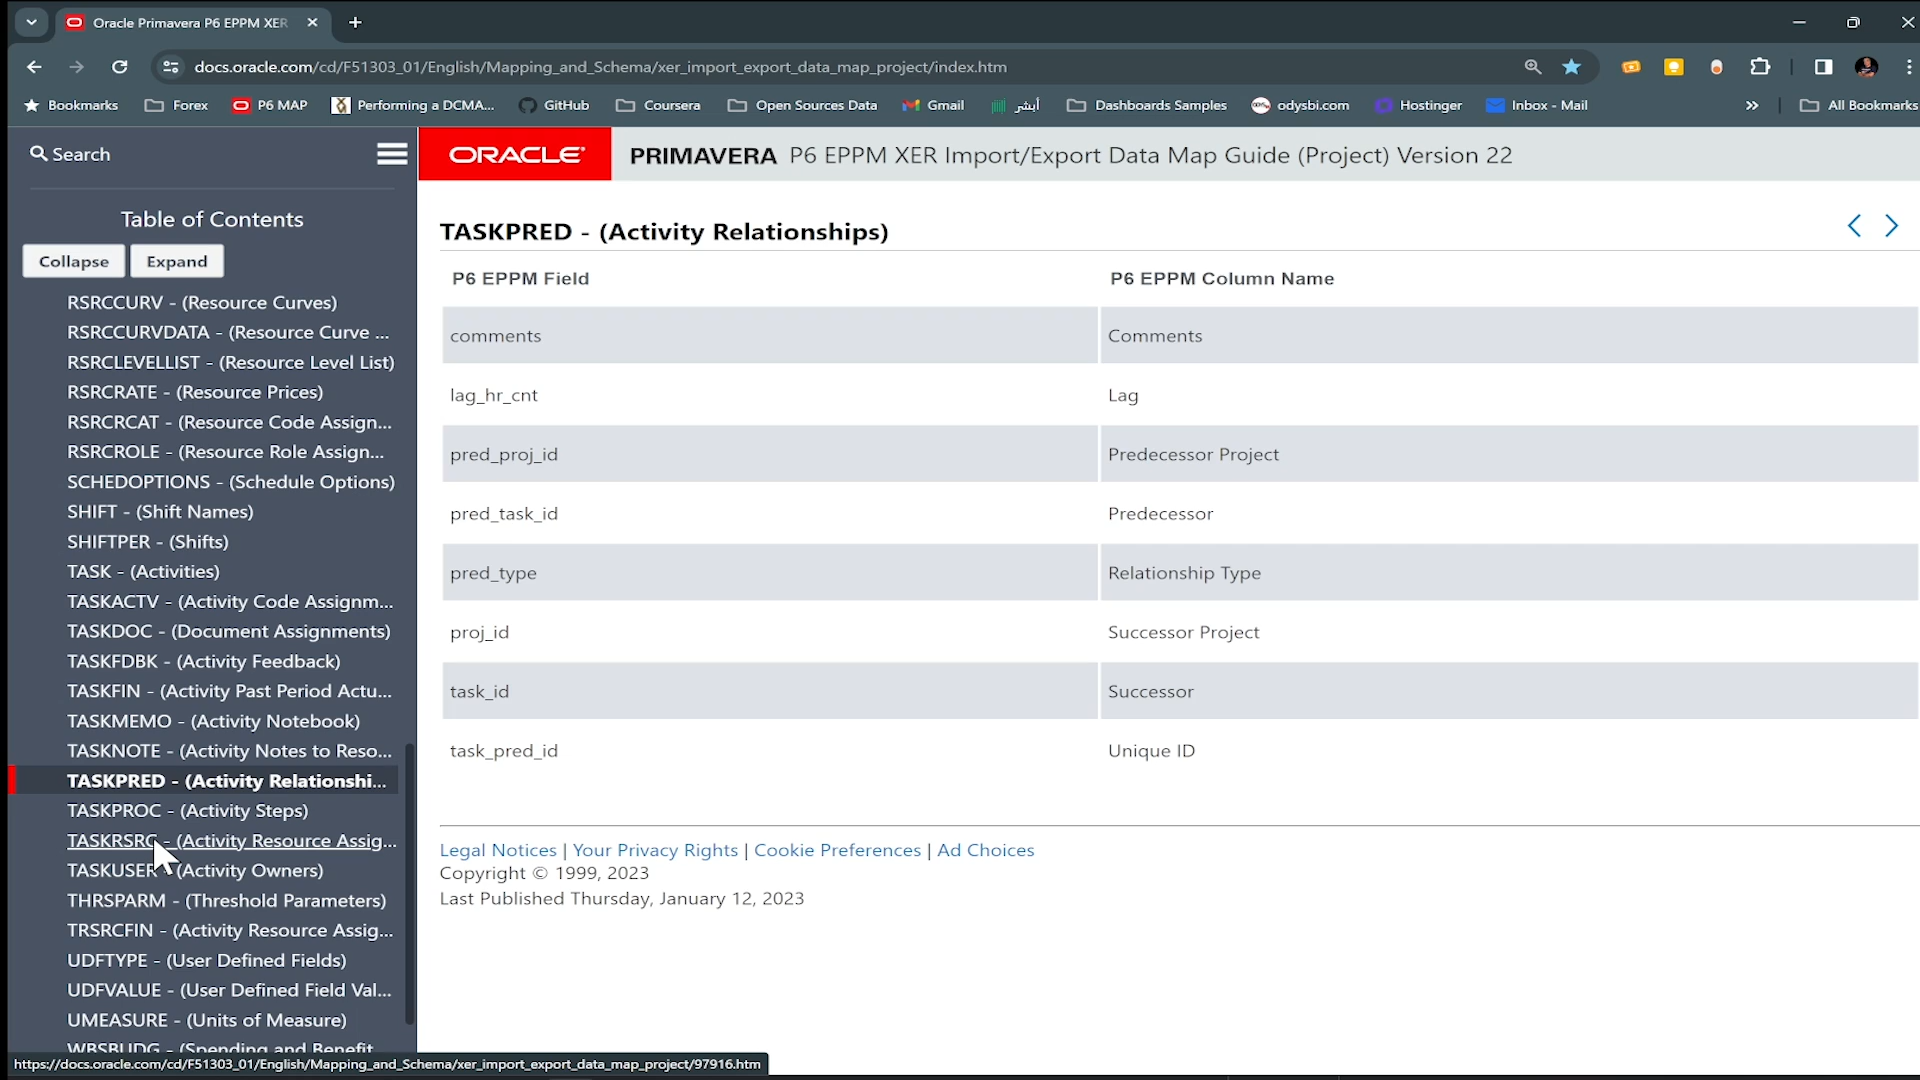 Oracle Primavera P6 EPPM XER
docs.oracle.com/cd/F51303_01/English/Mapping_and_Schema/xer_import_export_data_map_project/index.htm
Bookmarks Forex P6 MAP Performing a DCMA... GitHub Coursera Open Sources Data Gmail أبشر Dashboards Samples odysbi.com Hostinger Inbox - Mail » All Bookmarks
Search
ORACLE PRIMAVERA P6 EPPM XER Import/Export Data Map Guide (Project) Version 22
Table of Contents
Collapse Expand
RSRCCURV - (Resource Curves)
RSRCCURVDATA - (Resource Curve ...
RSRCLEVELLIST - (Resource Level List)
RSRCRATE - (Resource Prices)
RSRCRCAT - (Resource Code Assign...
RSRCROLE - (Resource Role Assign...
SCHEDOPTIONS - (Schedule Options)
SHIFT - (Shift Names)
SHIFTPER - (Shifts)
TASK - (Activities)
TASKACTV - (Activity Code Assignm...
TASKDOC - (Document Assignments)
TASKFDBK - (Activity Feedback)
TASKFIN - (Activity Past Period Actu...
TASKMEMO - (Activity Notebook)
TASKNOTE - (Activity Notes to Reso...
TASKPRED - (Activity Relationshi...
TASKPROC - (Activity Steps)
TASKRSRC - (Activity Resource Assig...
TASKUSER - (Activity Owners)
THRSPARM - (Threshold Parameters)
TRSRCFIN - (Activity Resource Assig...
UDFTYPE - (User Defined Fields)
UDFVALUE - (User Defined Field Val...
UMEASURE - (Units of Measure)
WBSBUDG - (Spending and Benefit
https://docs.oracle.com/cd/F51303_01/English/Mapping_and_Schema/xer_import_export_data_map_project/97916.htm
TASKPRED - (Activity Relationships)
P6 EPPM Field P6 EPPM Column Name
comments Comments
lag_hr_cnt Lag
pred_proj_id Predecessor Project
pred_task_id Predecessor
pred_type Relationship Type
proj_id Successor Project
task_id Successor
task_pred_id Unique ID
Legal Notices | Your Privacy Rights | Cookie Preferences | Ad Choices
Copyright © 1999, 2023
Last Published Thursday, January 12, 2023